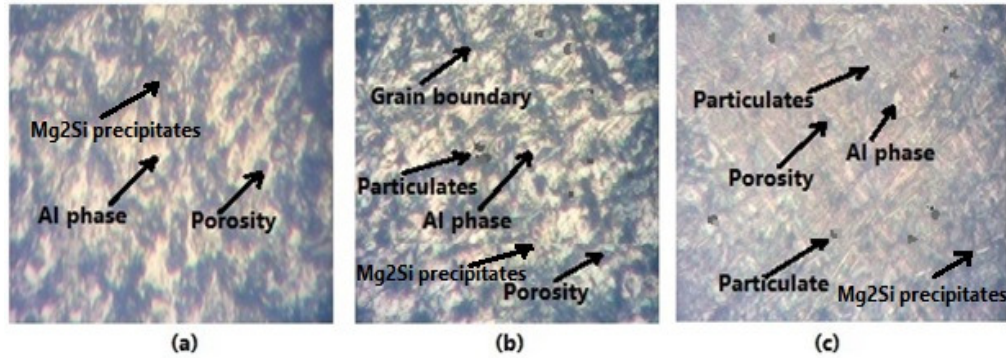 Mg2Si precipitates
Al phase
Porosity
(a)
Grain boundary
Particulates
Al phase
Mg2Si precipitates
Porosity
(b)
Particulates
Al phase
Porosity
Particulate
Mg2Si precipitates
(c)